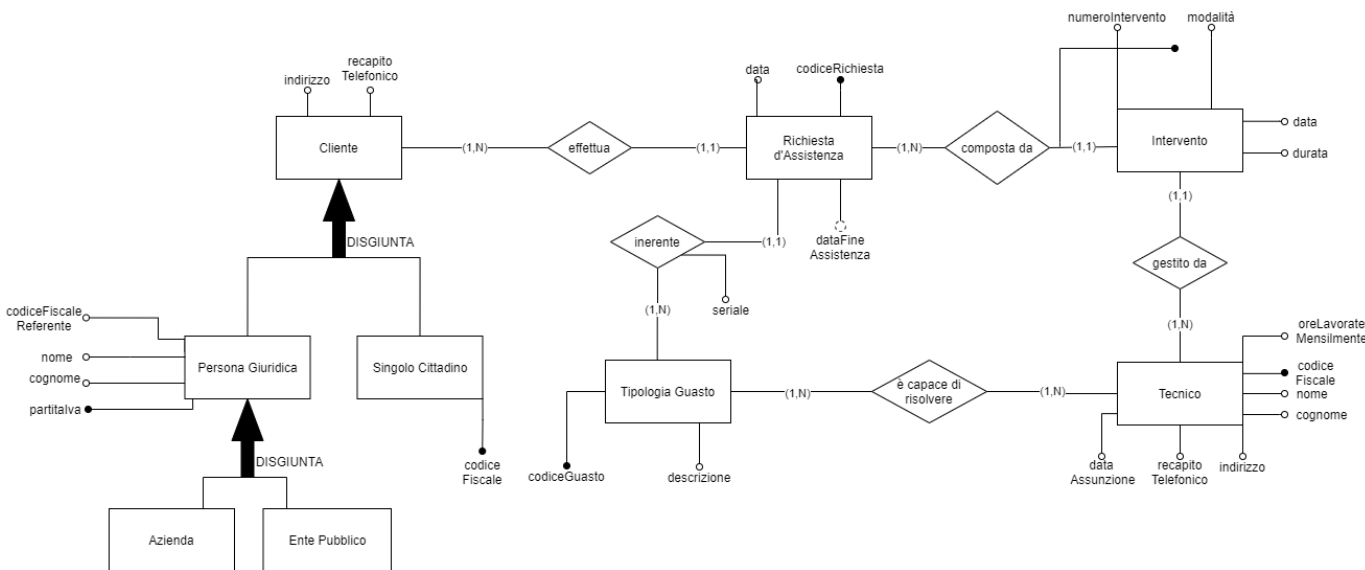 numeroIntervento
modalità
recapito
Telefonico
indirizzo
data
codiceRichiesta
Cliente
(1,N)
effettua
(1,1)
Richiesta
d'Assistenza
(1,N)
composta da
(1,1)
Intervento
data
durata
(1,1)
DISGIUNTA
inerente
(1,1)
dataFine
Assistenza
gestito da
(1,N)
seriale
(1,N)
codiceFiscale
Referente
nome
cognome
partitaIva
Persona Giuridica
Singolo Cittadino
Tipologia Guasto
(1,N)
è capace di
risolvere
(1,N)
Tecnico
oreLavorate
Mensilmente
codice
Fiscale
nome
cognome
DISGIUNTA
codice
Fiscale
codiceGuasto
descrizione
data
Assunzione
recapito
Telefonico
indirizzo
Azienda
Ente Pubblico